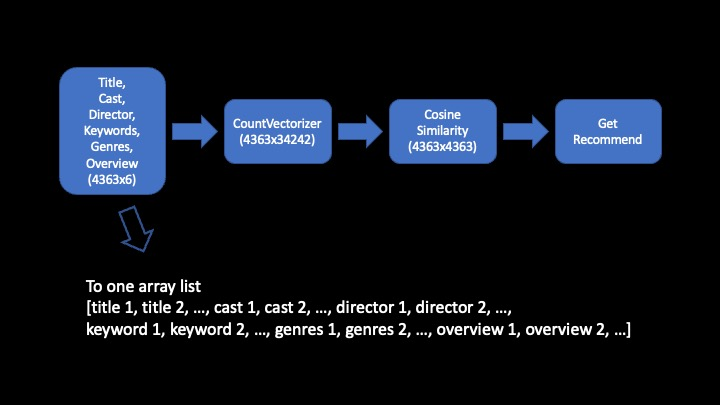 Title,
Cast,
Director,
Keywords,
Genres,
Overview
(4363x6)
CountVectorizer
(4363x34242)
Cosine
Similarity
(4363x4363)
Get
Recommend
To one array list
[title 1, title 2, ..., cast 1, cast 2, ..., director 1, director 2, ...,
keyword 1, keyword 2, ..., genres 1, genres 2, ..., overview 1, overview 2, ...]